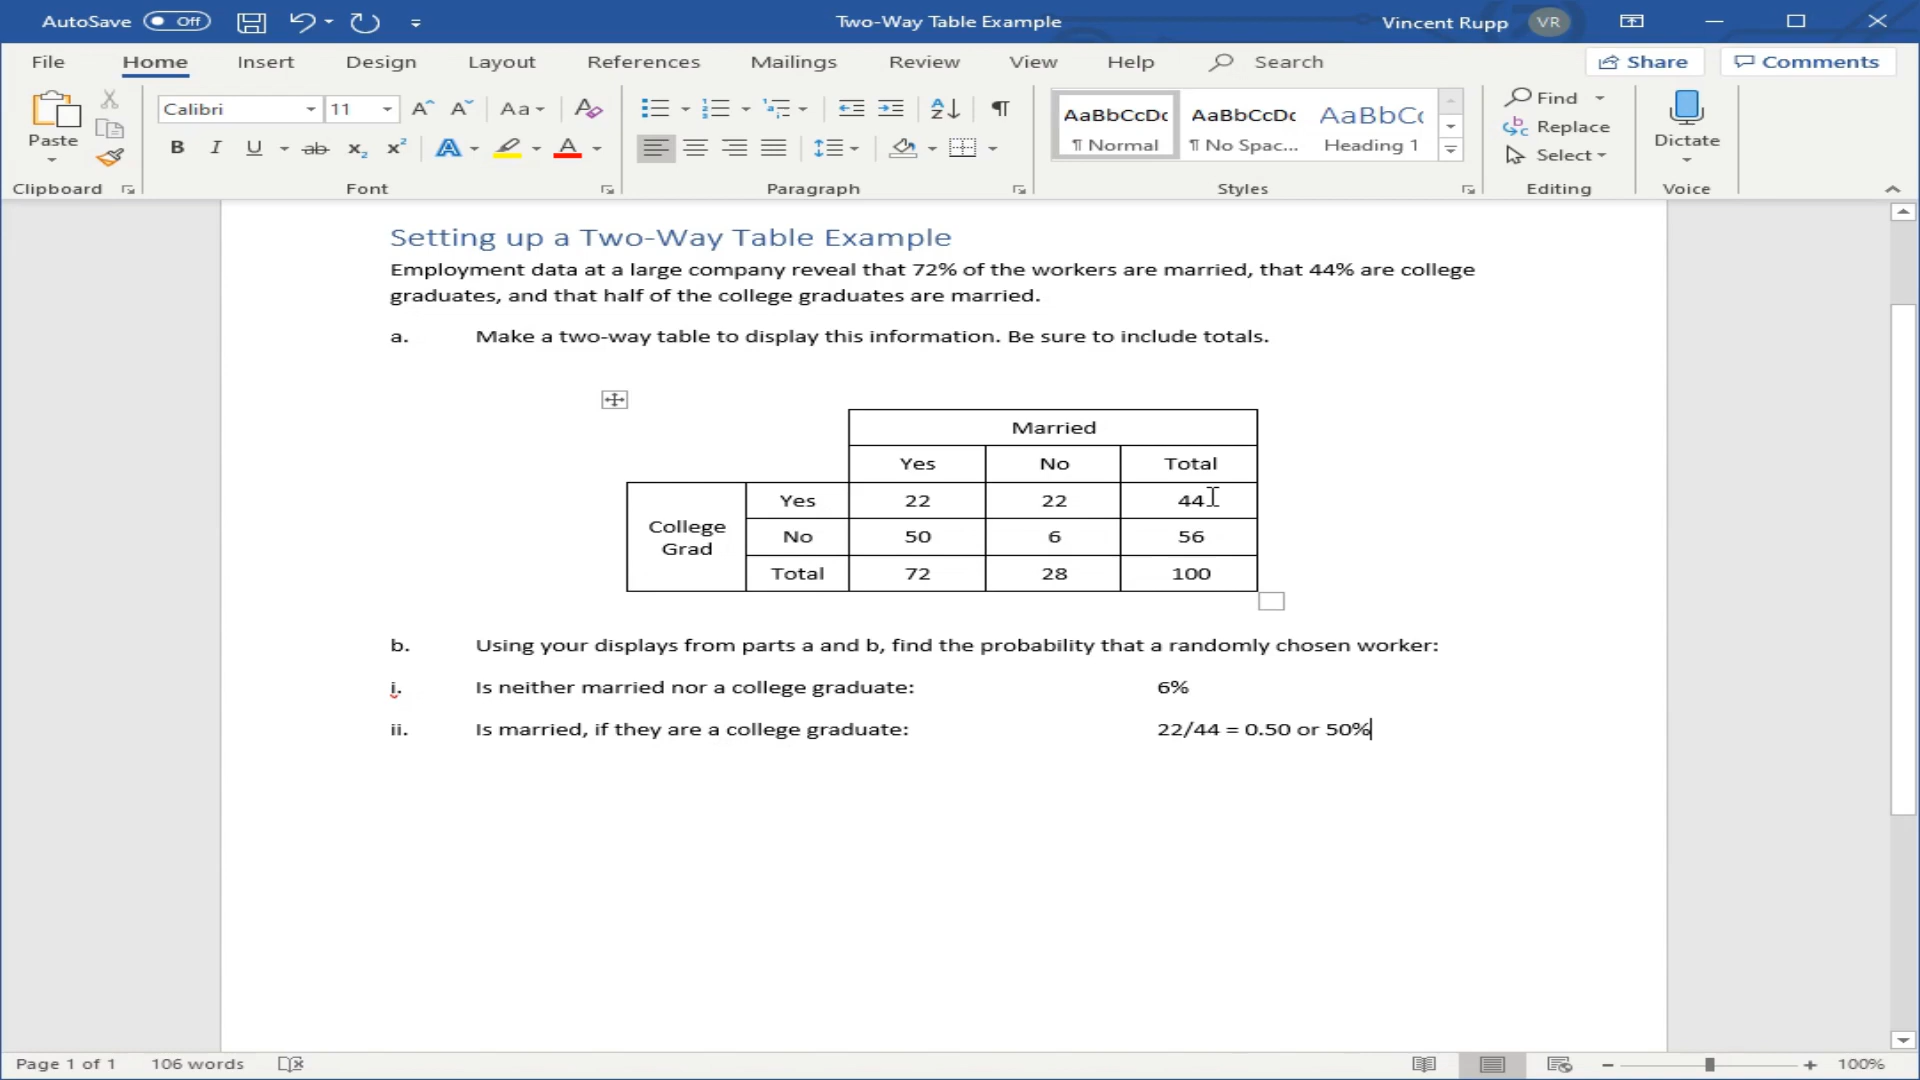 AutoSave Off Two-Way Table Example Vincent Rupp VR
File Home Insert Design Layout References Mailings View Review Help Search Share Comments
Paste
Clipboard
Calibri 11 Aa
B I U ab x₂ x² A A
Font
Paragraph
AaBbCcDc AaBbCcDc AaBbCc
¶ Normal ¶ No Spac... Heading 1
Styles
Find
Replace
Select
Editing
Dictate
Voice
Setting up a Two-Way Table Example
Employment data at a large company reveal that 72% of the workers are married, that 44% are college
graduates, and that half of the college graduates are married.
a. Make a two-way table to display this information. Be sure to include totals.
Married
Yes No Total
College
Grad
Yes 22 22 44
No 50 6 56
Total 72 28 100
b. Using your displays from parts a and b, find the probability that a randomly chosen worker:
i. Is neither married nor a college graduate: 6%
ii. Is married, if they are a college graduate: 22/44 = 0.50 or 50%
Page 1 of 1 106 words 100%